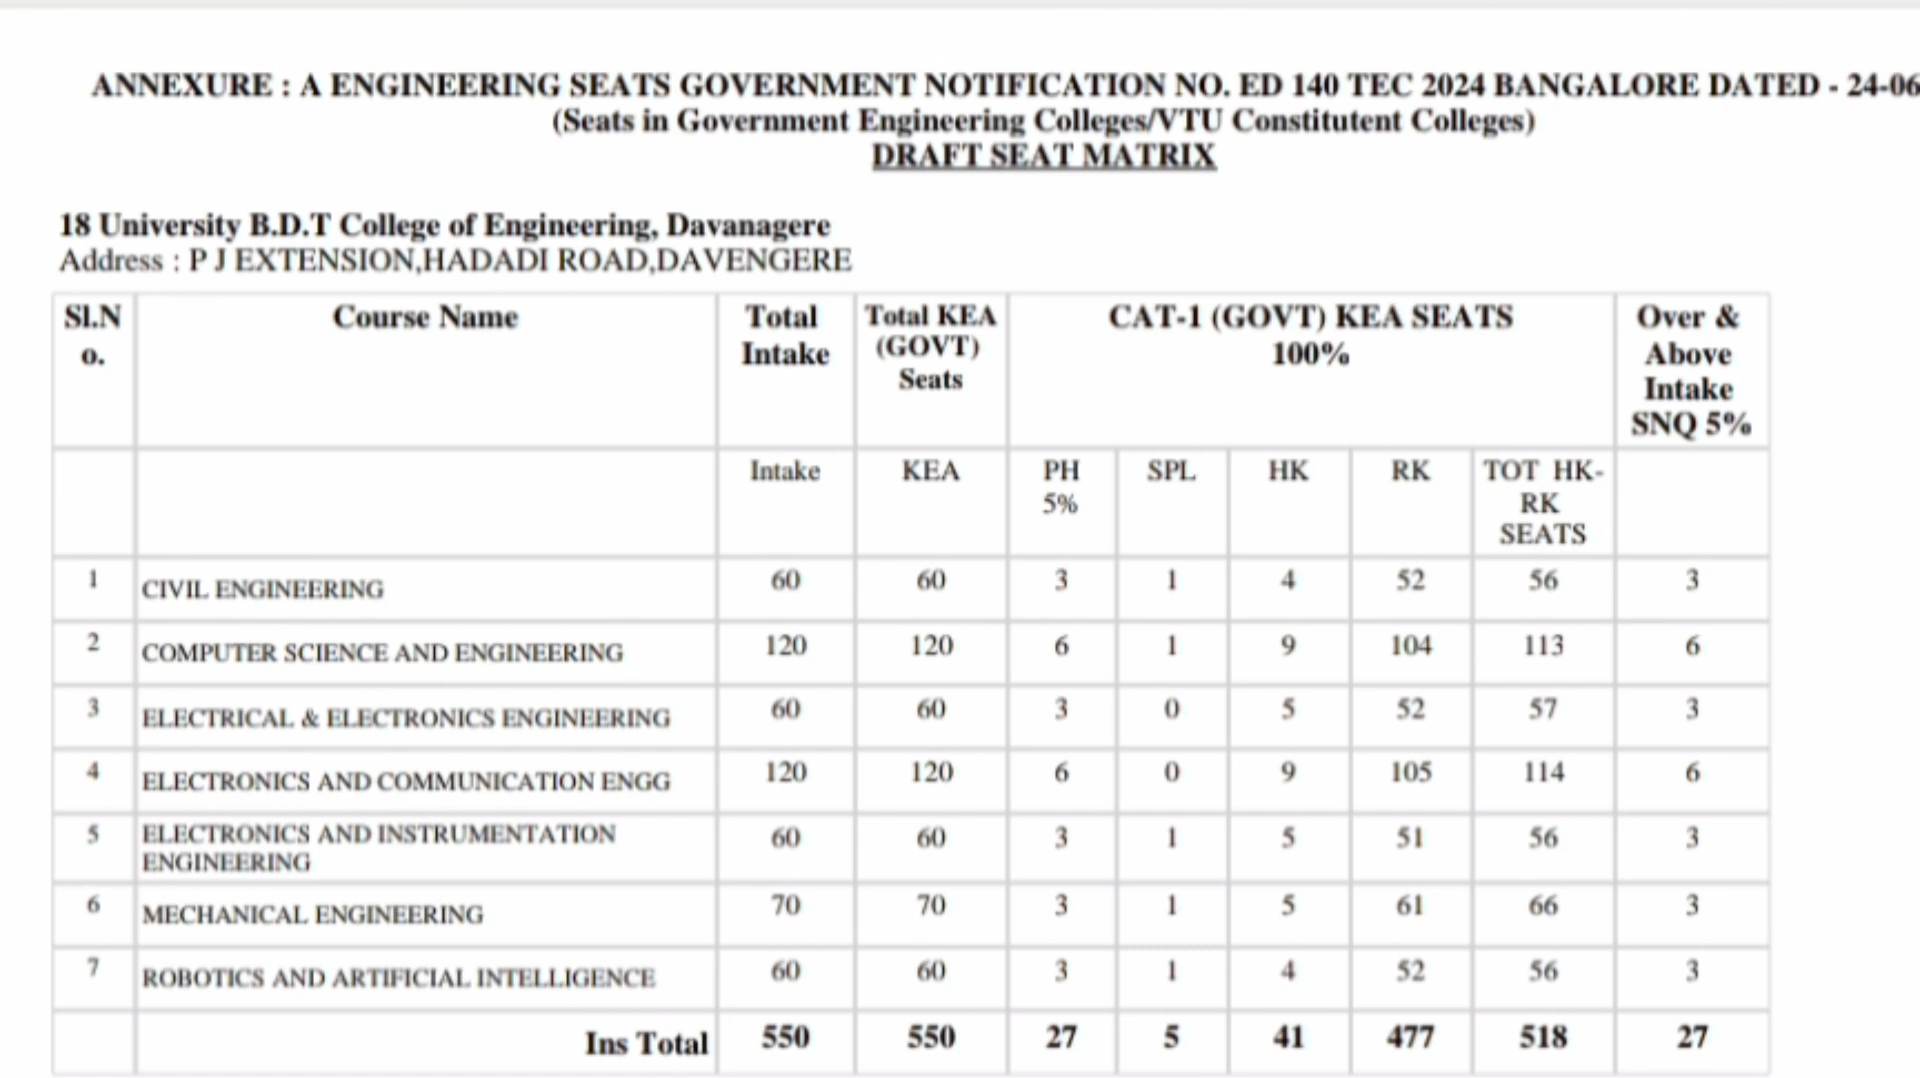 ANNEXURE : A ENGINEERING SEATS GOVERNMENT NOTIFICATION NO. ED 140 TEC 2024 BANGALORE DATED - 24-06
(Seats in Government Engineering Colleges/VTU Constitutent Colleges)
DRAFT SEAT MATRIX
18 University B.D.T College of Engineering, Davanagere
Address : P J EXTENSION,HADADI ROAD,DAVENGERE
Sl.No. Course Name Total Intake Total KEA (GOVT) Seats CAT-1 (GOVT) KEA SEATS 100% Over & Above Intake SNQ 5%
Intake KEA PH 5% SPL HK RK TOT HK-RK SEATS
1 CIVIL ENGINEERING 60 60 3 1 4 52 56 3
2 COMPUTER SCIENCE AND ENGINEERING 120 120 6 1 9 104 113 6
3 ELECTRICAL & ELECTRONICS ENGINEERING 60 60 3 0 5 52 57 3
4 ELECTRONICS AND COMMUNICATION ENGG 120 120 6 0 9 105 114 6
5 ELECTRONICS AND INSTRUMENTATION ENGINEERING 60 60 3 1 5 51 56 3
6 MECHANICAL ENGINEERING 70 70 3 1 5 61 66 3
7 ROBOTICS AND ARTIFICIAL INTELLIGENCE 60 60 3 1 4 52 56 3
Ins Total 550 550 27 5 41 477 518 27